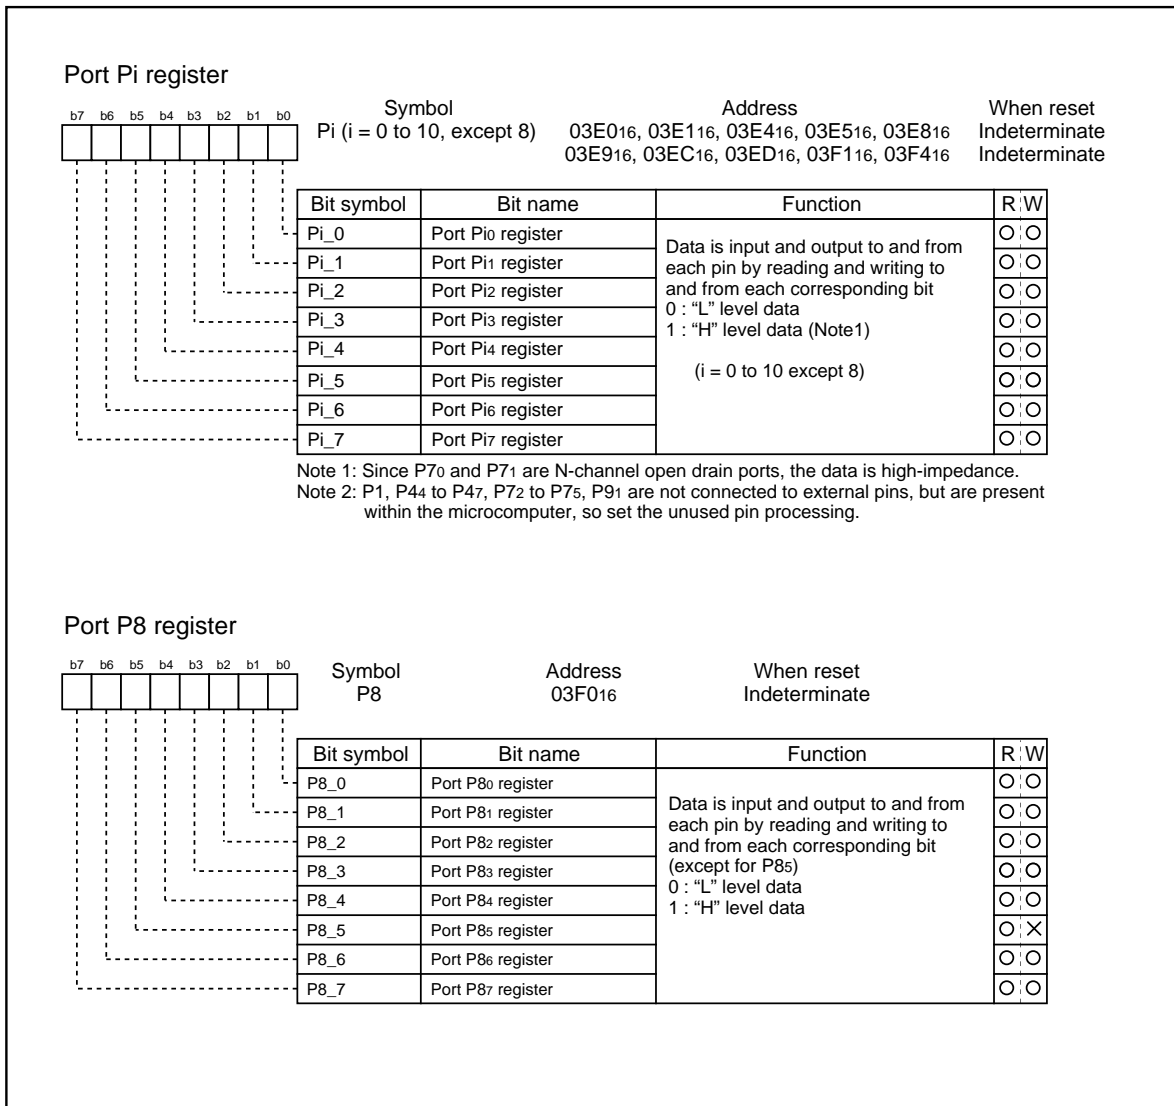 Port Pi register
b7 b6 b5 b4 b3 b2 b1 b0
Symbol Address When reset
Pi (i = 0 to 10, except 8) 03E016, 03E116, 03E416, 03E516, 03E816 Indeterminate
03E916, 03EC16, 03ED16, 03F116, 03F416 Indeterminate
Bit symbol Bit name Function R W
Pi_0 Port Pi0 register
Pi_1 Port Pi1 register
Pi_2 Port Pi2 register
Pi_3 Port Pi3 register
Pi_4 Port Pi4 register
Pi_5 Port Pi5 register
Pi_6 Port Pi6 register
Pi_7 Port Pi7 register
Data is input and output to and from
each pin by reading and writing to
and from each corresponding bit
0 : “L” level data
1 : “H” level data (Note1)
(i = 0 to 10 except 8)
Note 1: Since P70 and P71 are N-channel open drain ports, the data is high-impedance.
Note 2: P1, P44 to P47, P72 to P75, P91 are not connected to external pins, but are present
within the microcomputer, so set the unused pin processing.
Port P8 register
b7 b6 b5 b4 b3 b2 b1 b0
Symbol Address When reset
P8 03F016 Indeterminate
Bit symbol Bit name Function R W
P8_0 Port P80 register
P8_1 Port P81 register
P8_2 Port P82 register
P8_3 Port P83 register
P8_4 Port P84 register
P8_5 Port P85 register
P8_6 Port P86 register
P8_7 Port P87 register
Data is input and output to and from
each pin by reading and writing to
and from each corresponding bit
(except for P85)
0 : “L” level data
1 : “H” level data